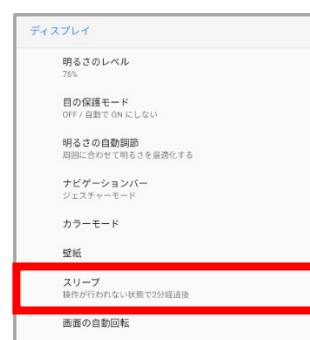 ディスプレイ
明るさのレベル
76%
目の保護モード
OFF / 自動で ON にしない
明るさの自動調節
周囲に合わせて明るさを最適化する
ナビゲーションバー
ジェスチャーモード
カラーモード
壁紙
スリープ
操作が行われない状態で2分経過後
画面の自動回転